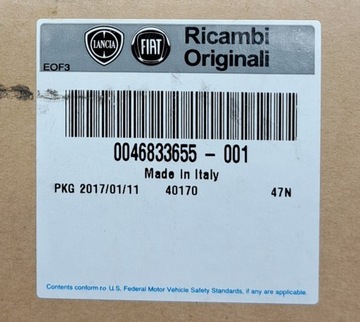 LANCIA FIAT Ricambi
Originali
EOF3
0046833655 - 001
Made In Italy
PKG 2017/01/11 40170 47N
Contents conform to U.S. Federal Motor Vehicle Safety Standards, if any are applicable.